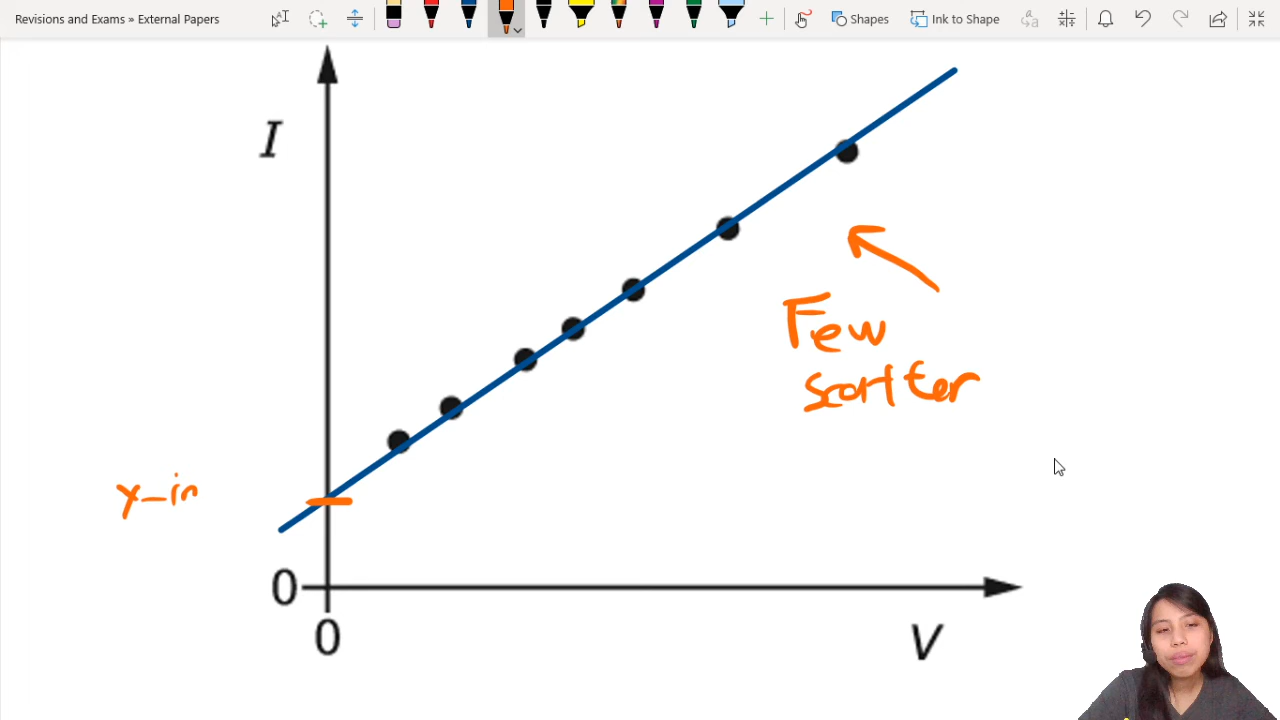 Revisions and Exams » External Papers
Shapes
Ink to Shape
I
Few
scatter
y-in
0
0
V